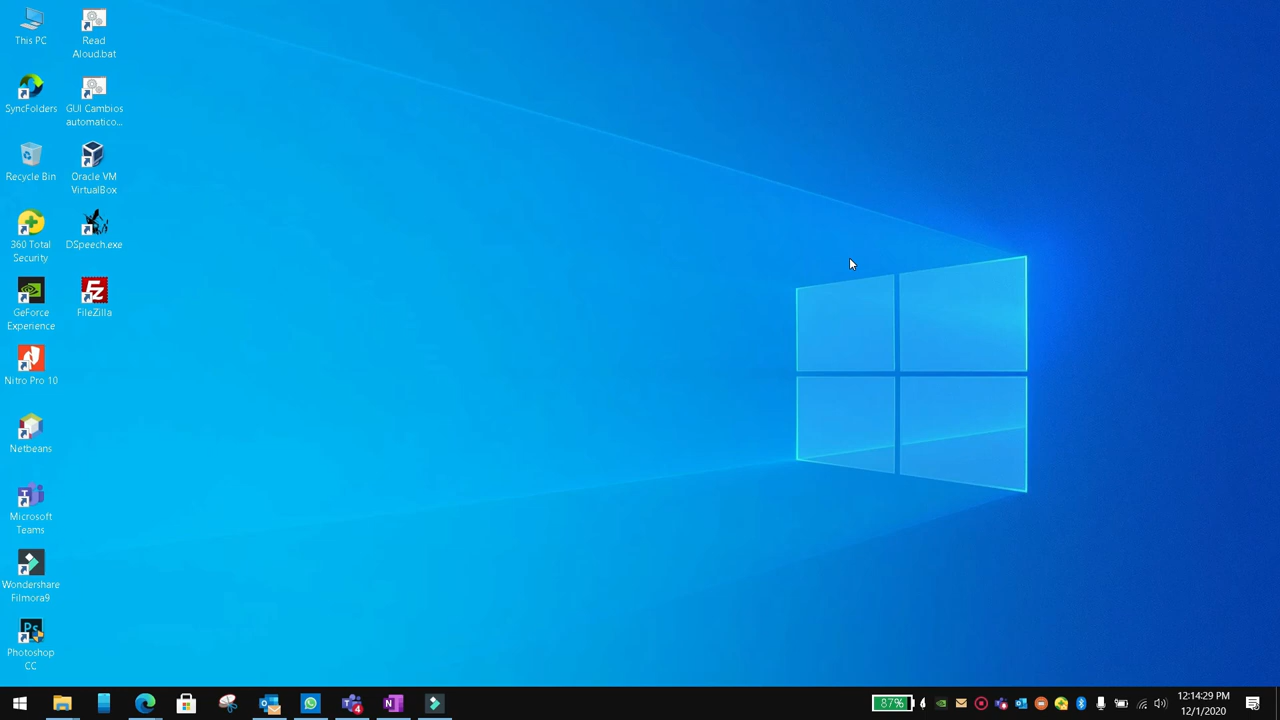 This PC
Read
Aloud.bat
SyncFolders
GUI Cambios
automatico...
Recycle Bin
Oracle VM
VirtualBox
360 Total
Security
DSpeech.exe
GeForce
Experience
FileZilla
Nitro Pro 10
Netbeans
Microsoft
Teams
Wondershare
Filmora9
Photoshop
CC
87%
12:14:29 PM
12/1/2020